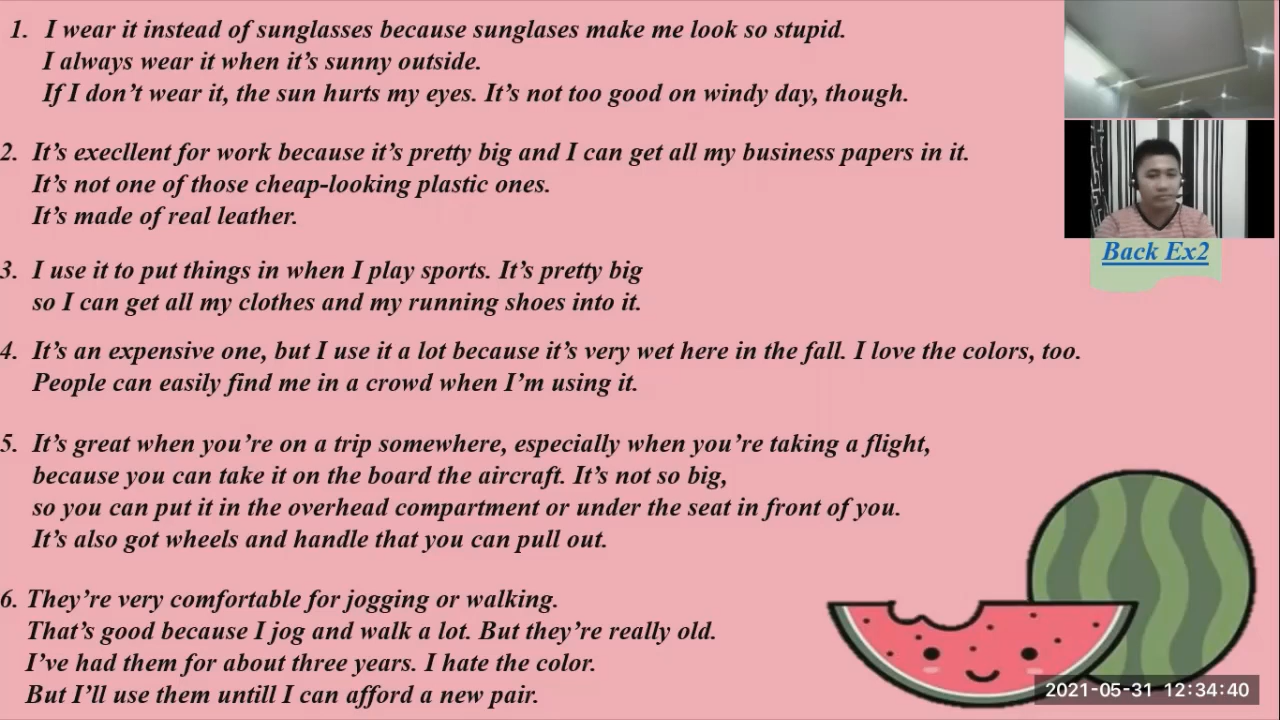 1. I wear it instead of sunglasses because sunglases make me look so stupid.
I always wear it when it's sunny outside.
If I don't wear it, the sun hurts my eyes. It's not too good on windy day, though.
2. It's execllent for work because it's pretty big and I can get all my business papers in it.
It's not one of those cheap-looking plastic ones.
It's made of real leather.
3. I use it to put things in when I play sports. It's pretty big
so I can get all my clothes and my running shoes into it.
4. It's an expensive one, but I use it a lot because it's very wet here in the fall. I love the colors, too.
People can easily find me in a crowd when I'm using it.
5. It's great when you're on a trip somewhere, especially when you're taking a flight,
because you can take it on the board the aircraft. It's not so big,
so you can put it in the overhead compartment or under the seat in front of you.
It's also got wheels and handle that you can pull out.
6. They're very comfortable for jogging or walking.
That's good because I jog and walk a lot. But they're really old.
I've had them for about three years. I hate the color.
But I'll use them untill I can afford a new pair.
Back Ex2
2021-05-31 12:34:40